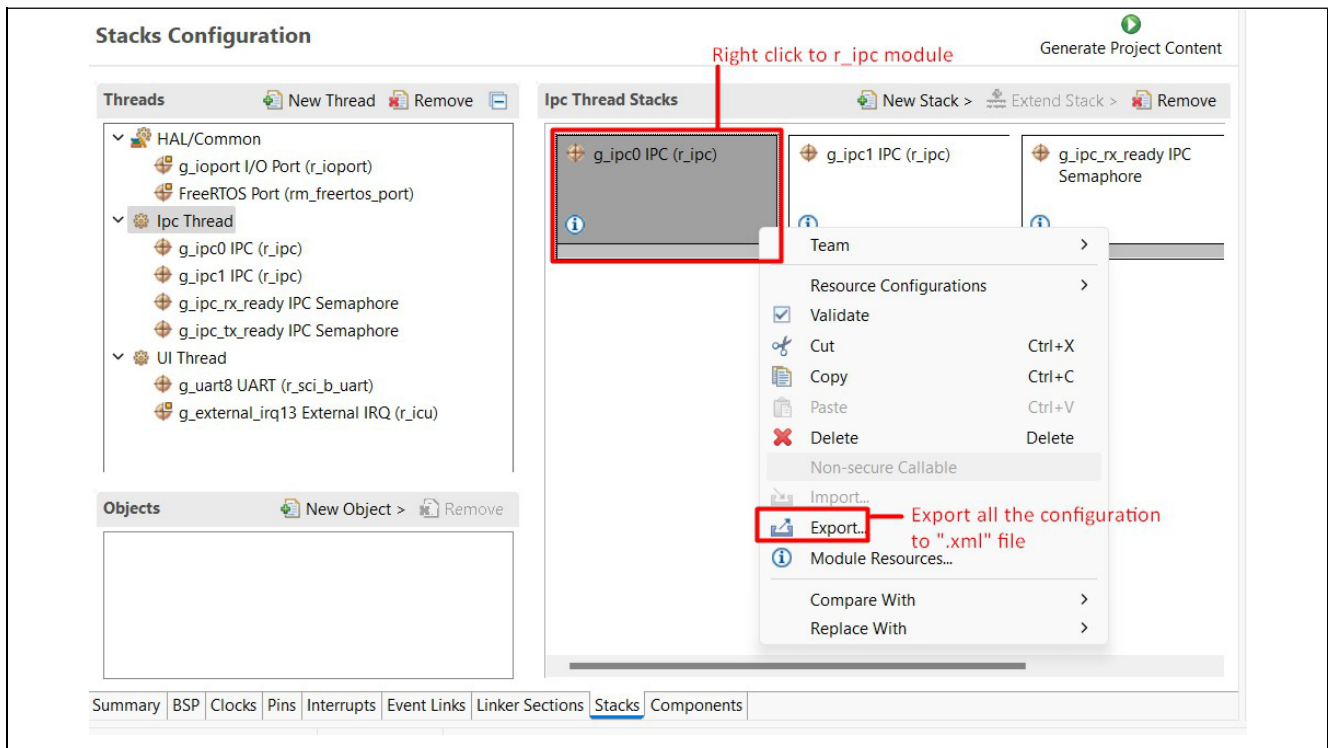 Stacks Configuration
Generate Project Content
Right click to r_ipc module
Threads
New Thread
Remove
HAL/Common
g_ioport I/O Port (r_ioport)
FreeRTOS Port (rm_freertos_port)
Ipc Thread
g_ipc0 IPC (r_ipc)
g_ipc1 IPC (r_ipc)
g_ipc_rx_ready IPC Semaphore
g_ipc_tx_ready IPC Semaphore
UI Thread
g_uart8 UART (r_sci_b_uart)
g_external_irq13 External IRQ (r_icu)
Objects
New Object >
Remove
Ipc Thread Stacks
New Stack >
Extend Stack >
Remove
g_ipc0 IPC (r_ipc)
g_ipc1 IPC (r_ipc)
g_ipc_rx_ready IPC
Semaphore
Team
Resource Configurations
Validate
Cut Ctrl+X
Copy Ctrl+C
Paste Ctrl+V
Delete Delete
Non-secure Callable
Import...
Export...
Module Resources...
Compare With
Replace With
Export all the configuration
to ".xml" file
Summary BSP Clocks Pins Interrupts Event Links Linker Sections Stacks Components